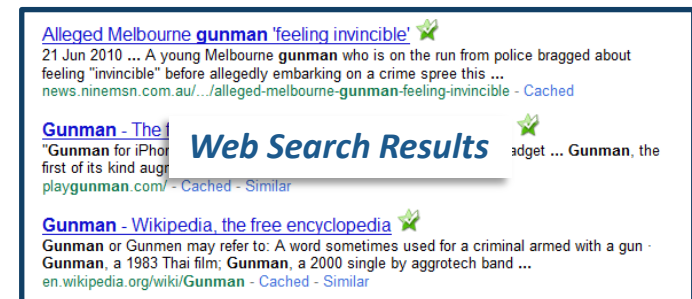 Alleged Melbourne gunman 'feeling invincible'
21 Jun 2010 ... A young Melbourne gunman who is on the run from police bragged about
feeling "invincible" before allegedly embarking on a crime spree this ...
news.ninemsn.com.au/.../alleged-melbourne-gunman-feeling-invincible - Cached
Gunman - The
"Gunman for adget ... Gunman, the
Web Search Results
first of its kind
playgunman.com/ - Cached - Similar
Gunman - Wikipedia, the free encyclopedia
Gunman or Gunmen may refer to: A word sometimes used for a criminal armed with a gun ·
Gunman, a 1983 Thai film; Gunman, a 2000 single by aggrotech band ...
en.wikipedia.org/wiki/Gunman - Cached - Similar